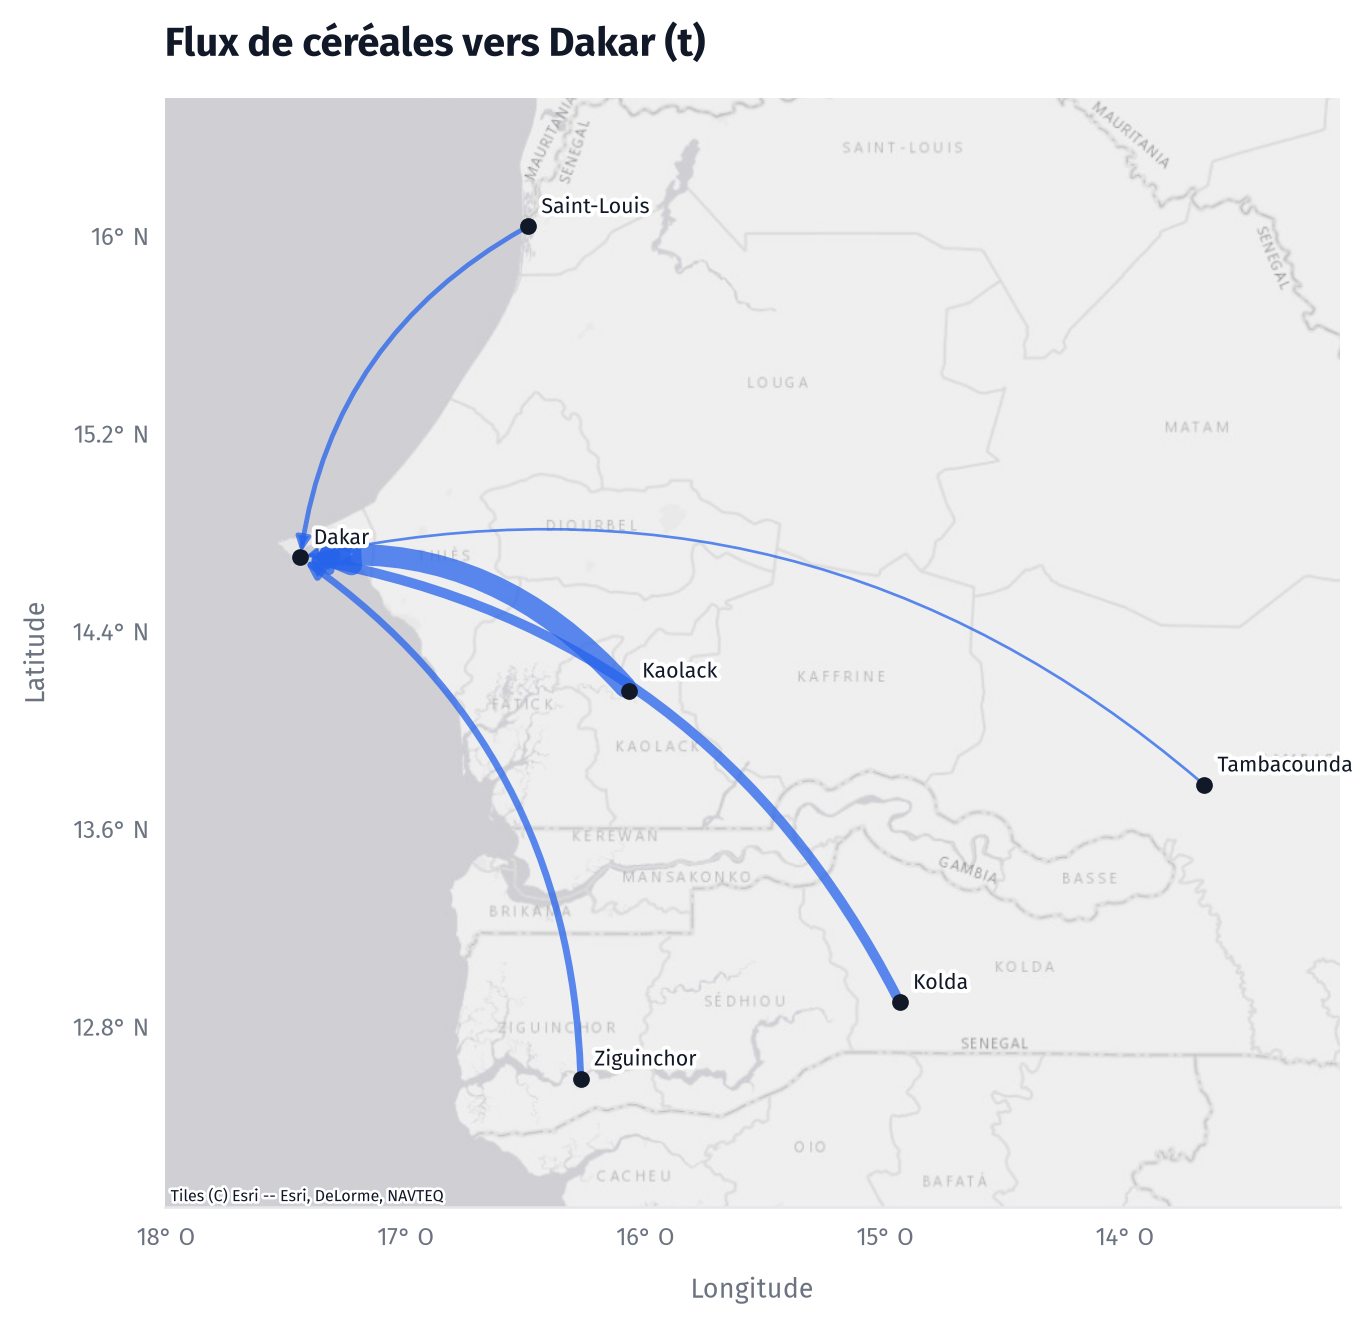 Flux de céréales vers Dakar (t)
MAURITANIA
SENEGAL
SAINT-LOUIS
MAURITANIA
SENEGAL
Saint-Louis
16° N
LOUGA
MATAM
15.2° N
DIOURBEL
Dakar
THIÈS
14.4° N
Latitude
Kaolack
KAFFRINE
FATICK
KAOLACK
Tambacounda
13.6° N
KEREWAN
GAMBIA
MANSAKONKO
BASSE
BRIKAMA
KOLDA
Kolda
SÉDHIOU
12.8° N
ZIGUINCHOR
SENEGAL
Ziguinchor
OIO
CACHEU
BAFATÁ
Tiles (C) Esri -- Esri, DeLorme, NAVTEQ
18° O
17° O
16° O
15° O
14° O
Longitude